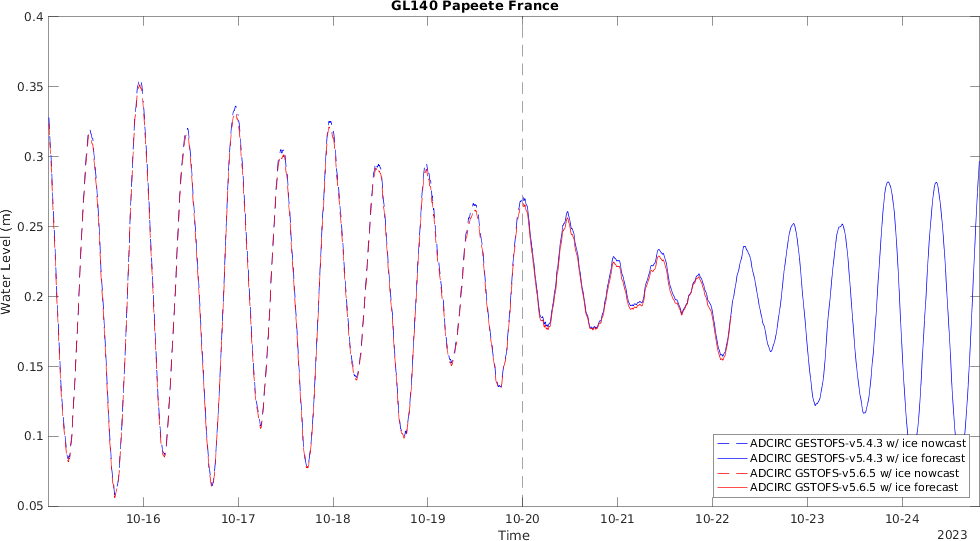 GL140 Papeete France
0.4
0.35
0.3
0.25
0.2
0.15
0.1
0.05
Water Level (m)
ADCIRC GESTOFS-v5.4.3 w/ ice nowcast
ADCIRC GESTOFS-v5.4.3 w/ ice forecast
ADCIRC GSTOFS-v5.6.5 w/ ice nowcast
ADCIRC GSTOFS-v5.6.5 w/ ice forecast
10-16 10-17 10-18 10-19 10-20 10-21 10-22 10-23 10-24
Time
2023